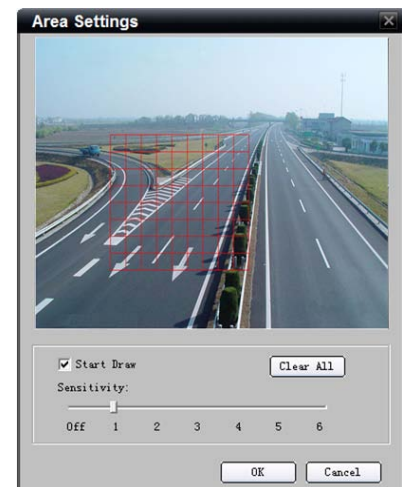 Area Settings
Start Draw
Clear All
Sensitivity:
Off 1 2 3 4 5 6
OK Cancel